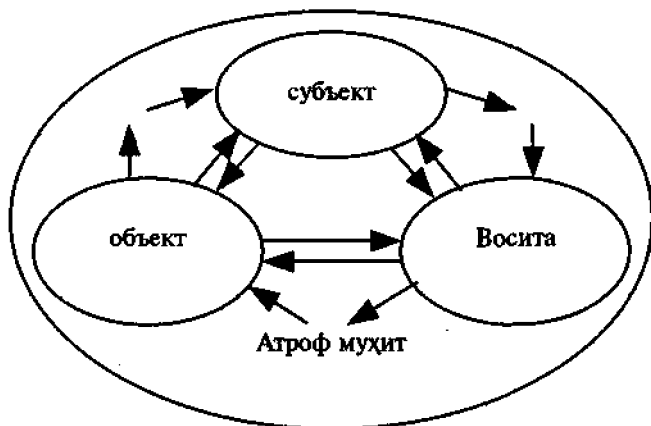 субъект
объект
Восита
Атроф муҳит